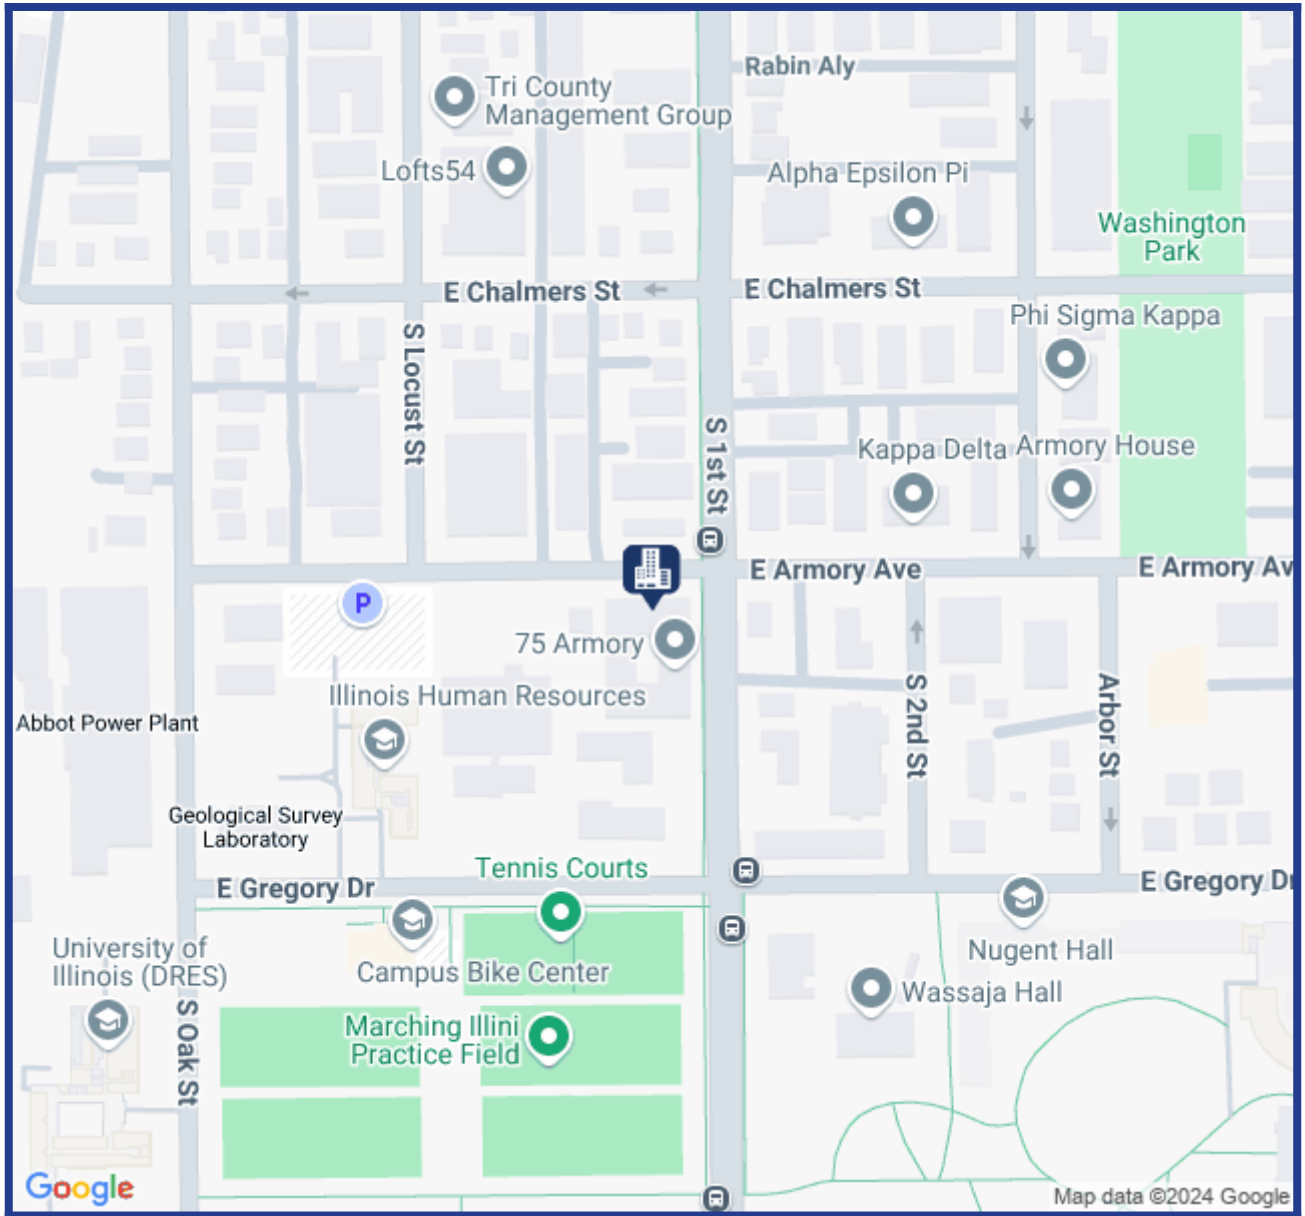 Rabin Aly
Tri County
Management Group
Lofts54
Alpha Epsilon Pi
Washington
Park
E Chalmers St
E Chalmers St
Phi Sigma Kappa
S Locust St
S 1st St
Kappa Delta
Armory House
E Armory Ave
E Armory Av
P
75 Armory
Illinois Human Resources
S 2nd St
Arbor St
Abbot Power Plant
Geological Survey
Laboratory
Tennis Courts
E Gregory Dr
E Gregory Dr
University of
Illinois (DRES)
Campus Bike Center
Nugent Hall
Wassaja Hall
S Oak St
Marching Illini
Practice Field
Google
Map data ©2024 Google